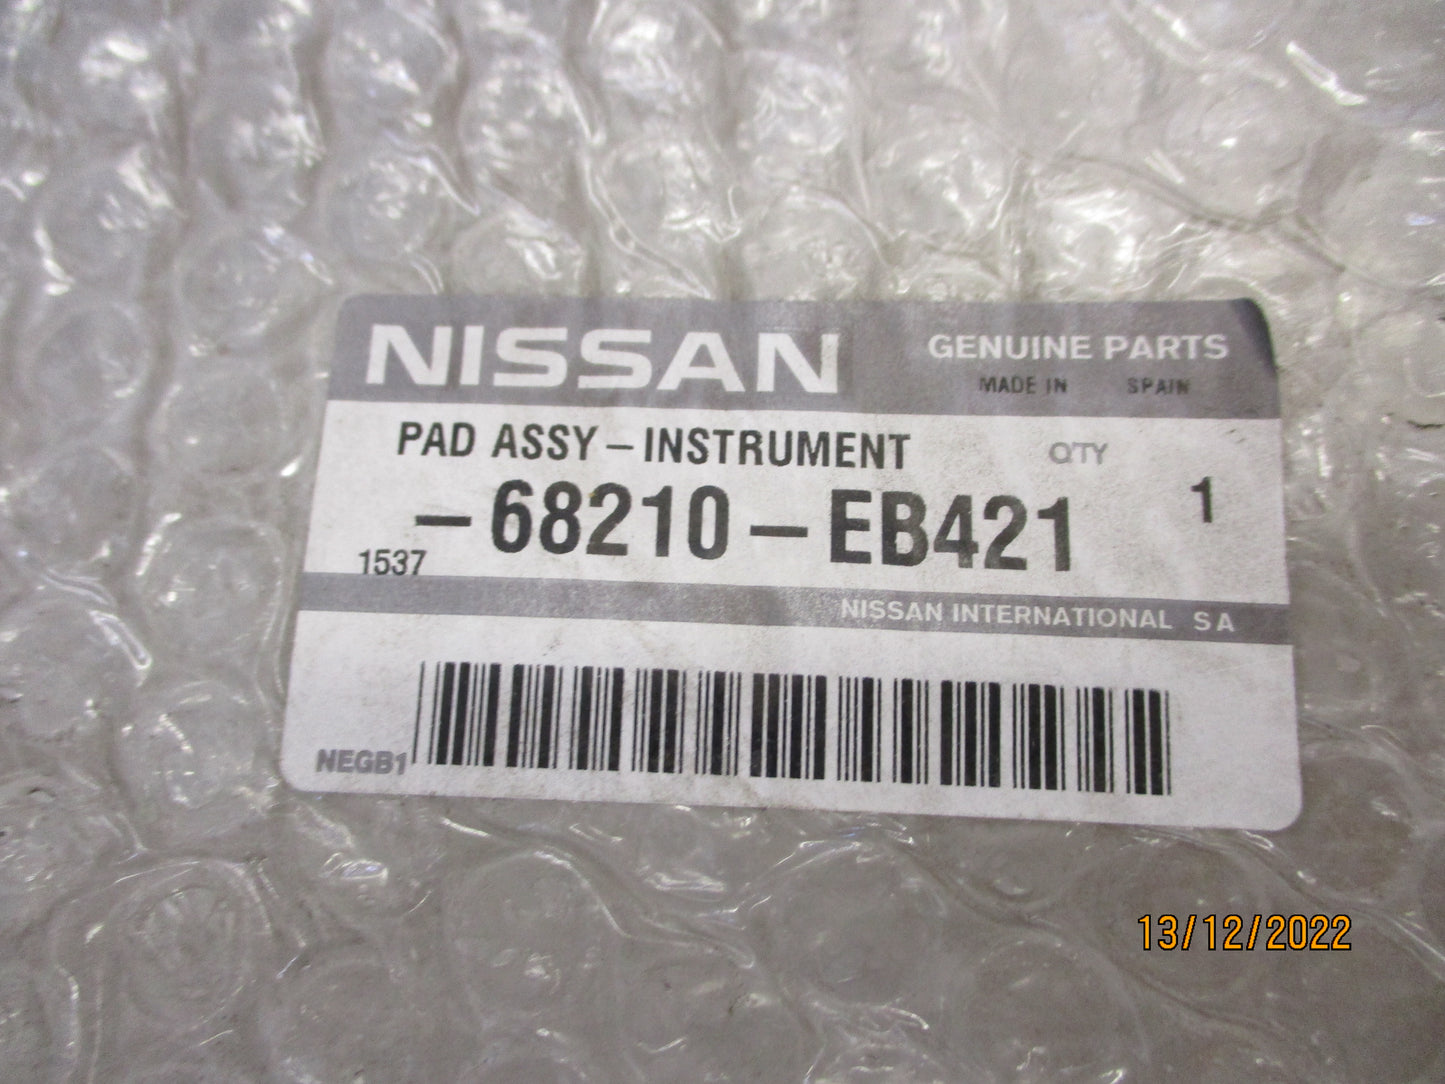 NISSAN GENUINE PARTS
MADE IN SPAIN
PAD ASSY – INSTRUMENT QTY
– 68210 – EB421 1
1537
NISSAN INTERNATIONAL SA
NEGB1
13/12/2022